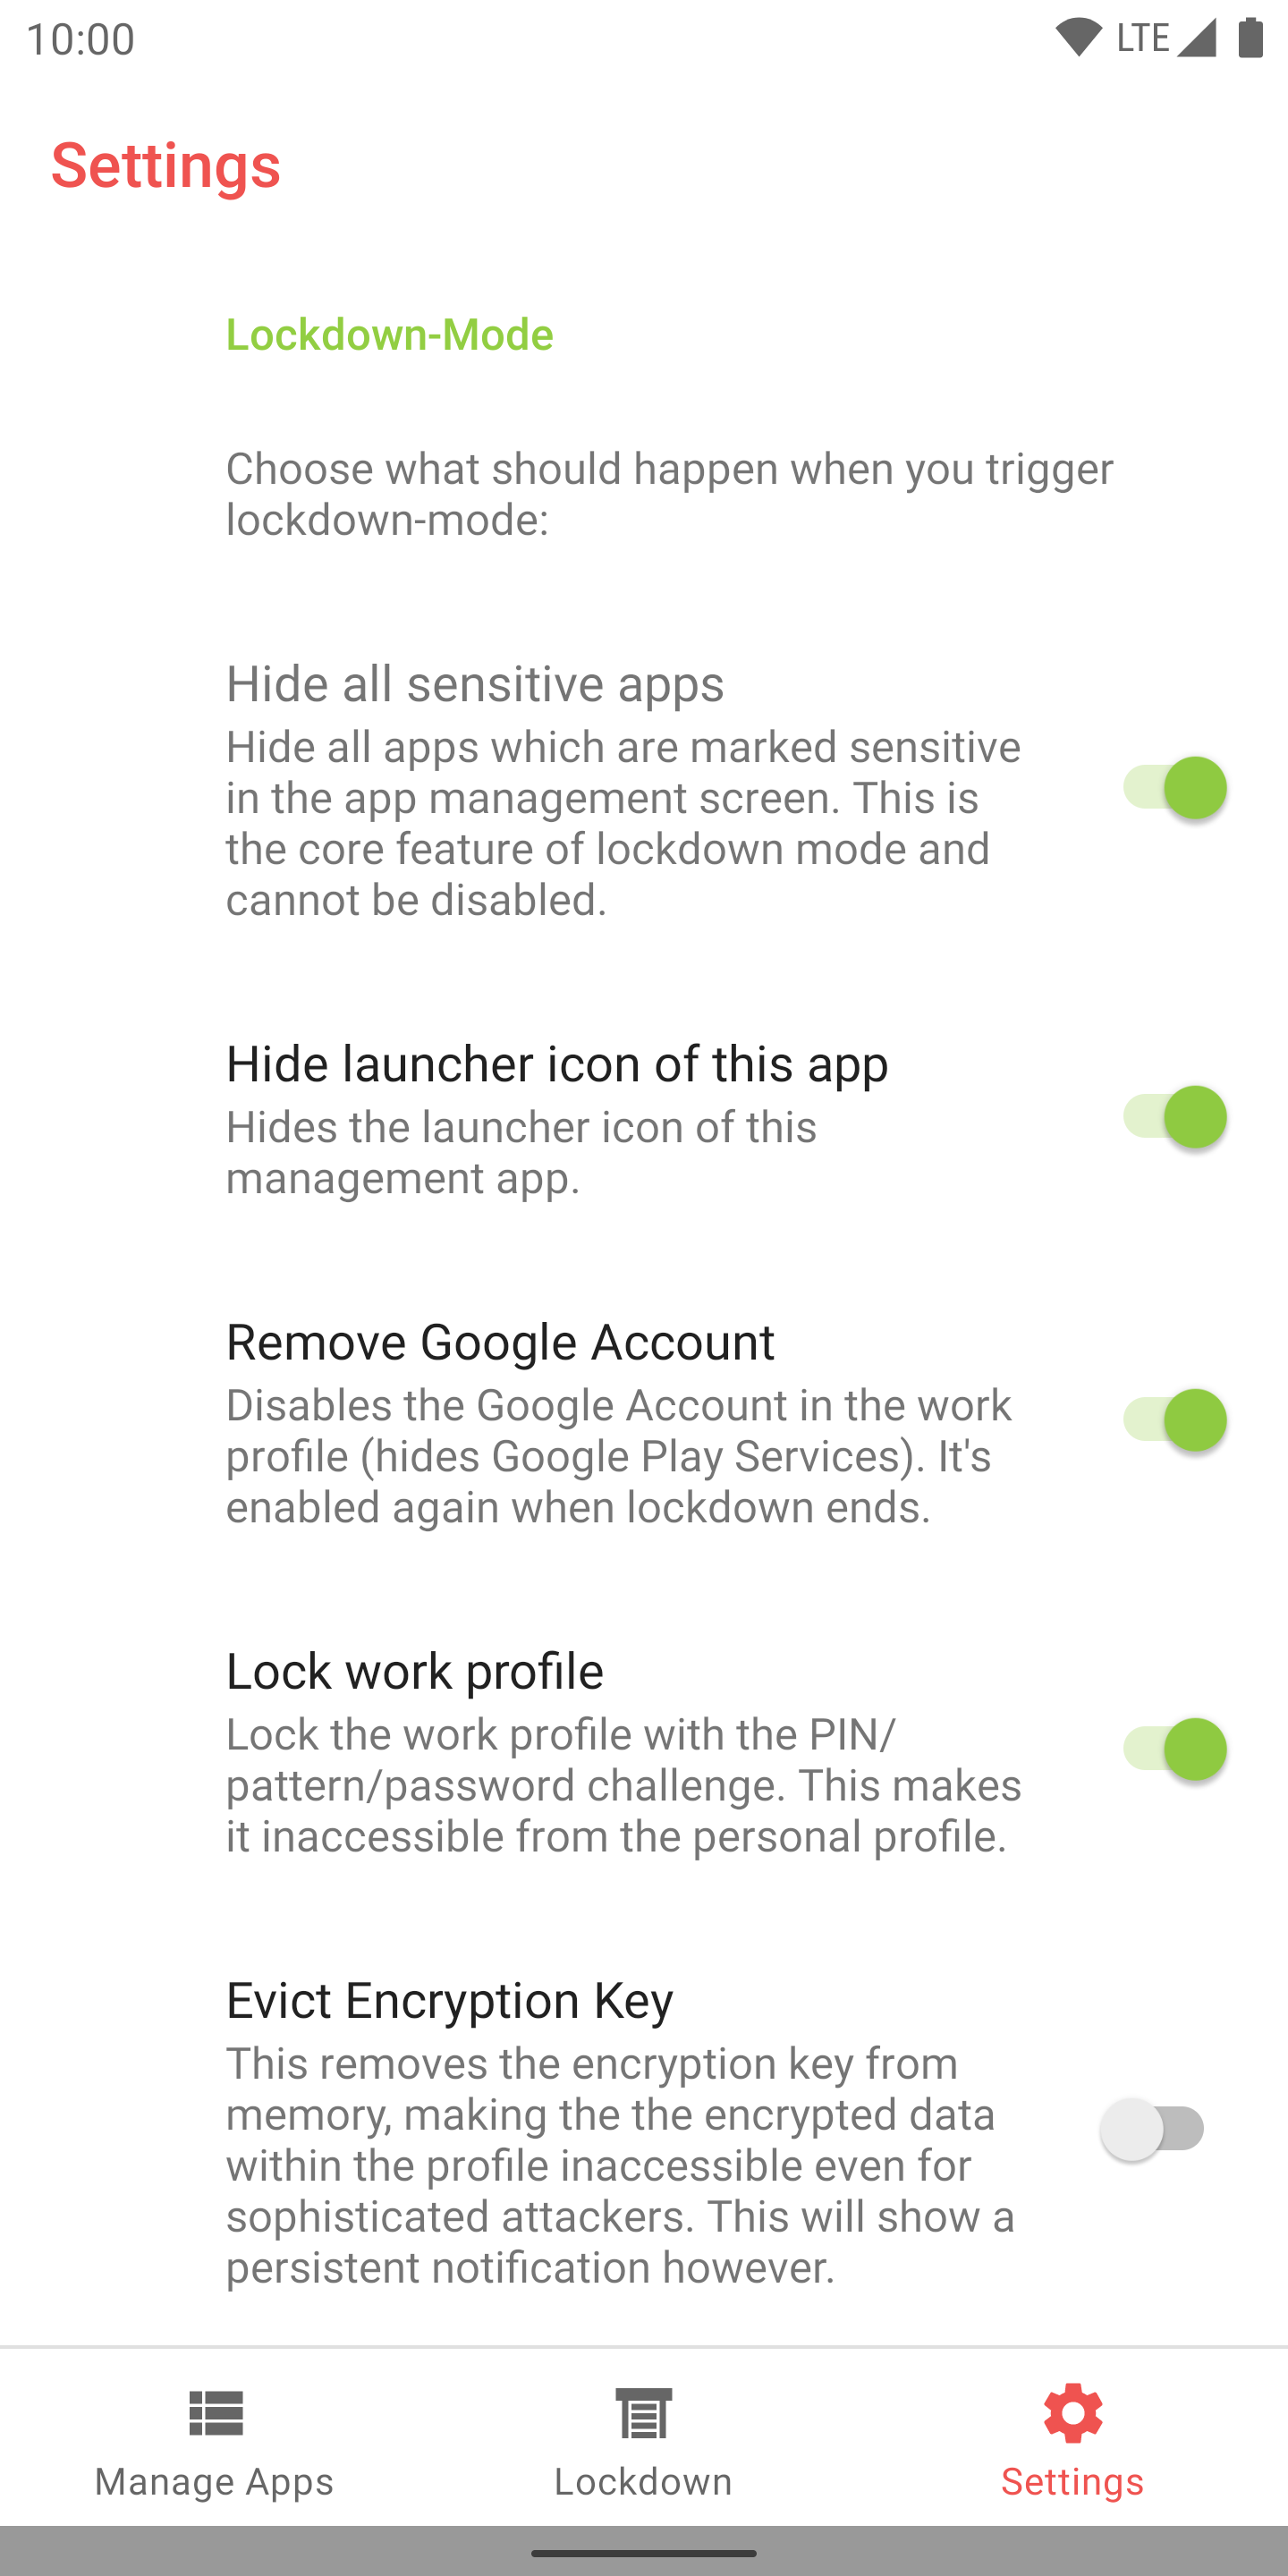 10:00
LTE
Settings
Lockdown-Mode
Choose what should happen when you trigger
lockdown-mode:
Hide all sensitive apps
Hide all apps which are marked sensitive
in the app management screen. This is
the core feature of lockdown mode and
cannot be disabled.
Hide launcher icon of this app
Hides the launcher icon of this
management app.
Remove Google Account
Disables the Google Account in the work
profile (hides Google Play Services). It's
enabled again when lockdown ends.
Lock work profile
Lock the work profile with the PIN/
pattern/password challenge. This makes
it inaccessible from the personal profile.
Evict Encryption Key
This removes the encryption key from
memory, making the the encrypted data
within the profile inaccessible even for
sophisticated attackers. This will show a
persistent notification however.
Manage Apps
Lockdown
Settings